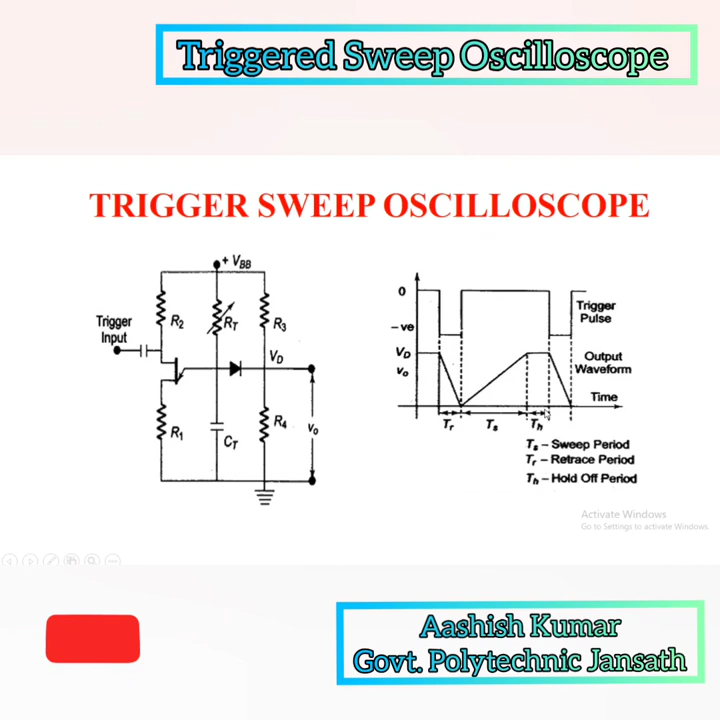 Triggered Sweep Oscilloscope
TRIGGER SWEEP OSCILLOSCOPE
+ VBB
R2
RT
R3
Trigger
Input
VD
R1
CT
R4
vo
0
Trigger
Pulse
– ve
VD
vo
Output
Waveform
Time
Tr
Ts
Th
Ts – Sweep Period
Tr – Retrace Period
Th – Hold Off Period
Activate Windows
Go to Settings to activate Windows.
Aashish Kumar
Govt. Polytechnic Jansath